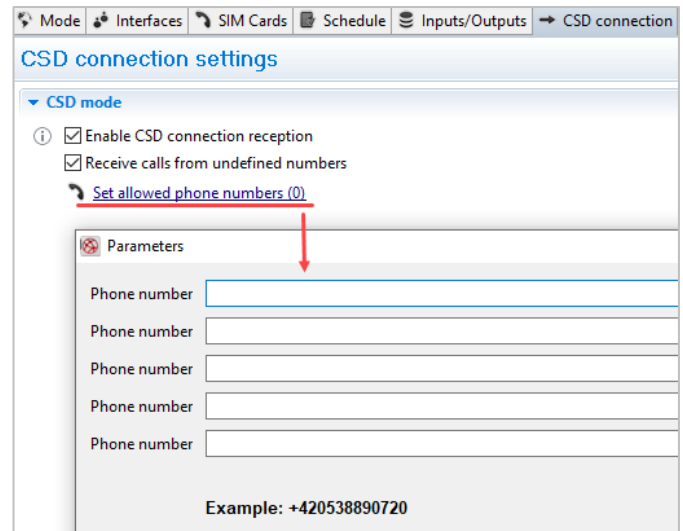 Mode Interfaces SIM Cards Schedule Inputs/Outputs CSD connection
CSD connection settings
CSD mode
Enable CSD connection reception
Receive calls from undefined numbers
Set allowed phone numbers (0)
Parameters
Phone number
Phone number
Phone number
Phone number
Phone number
Example: +420538890720